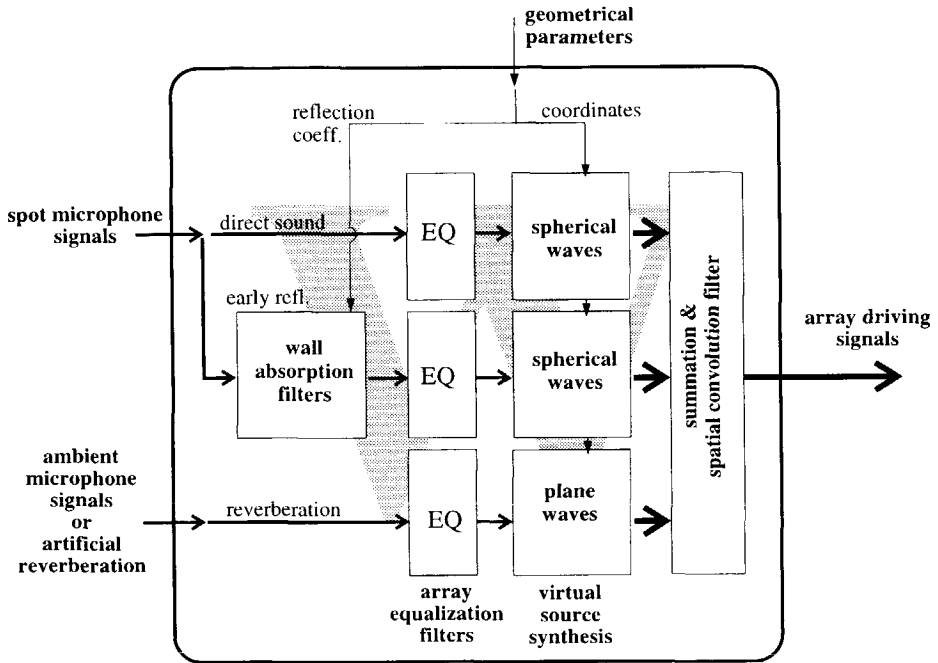 geometrical
parameters
reflection
coeff.
coordinates
spot microphone
signals
direct sound
EQ
spherical
waves
early refl.
wall
absorption
filters
EQ
spherical
waves
summation &
spatial convolution filter
array driving
signals
ambient
microphone
signals
or
artificial
reverberation
reverberation
EQ
plane
waves
array
equalization
filters
virtual
source
synthesis